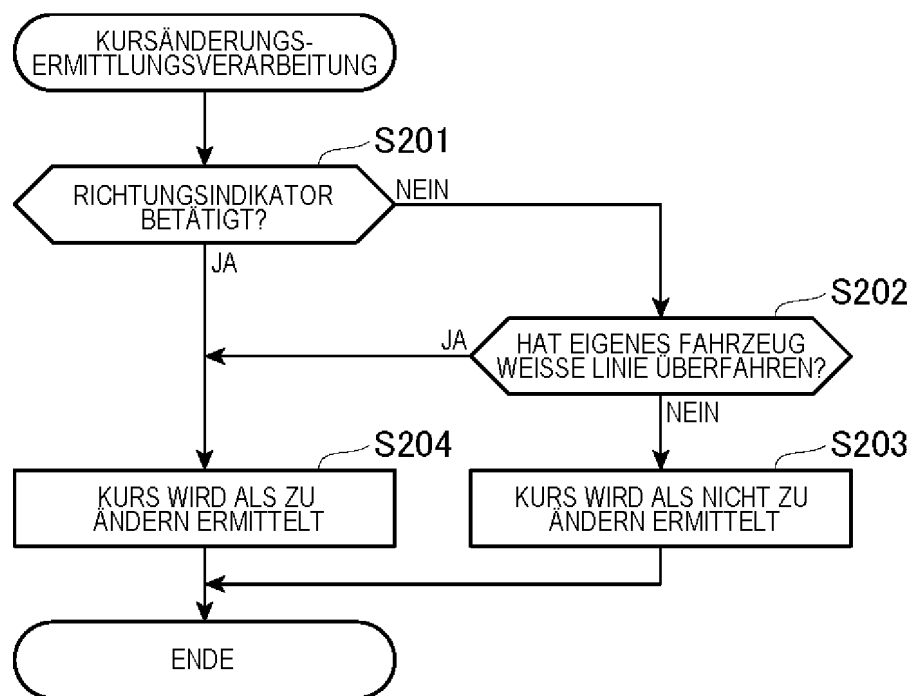 KURSÄNDERUNGS-
ERMITTLUNGSVERARBEITUNG
S201
RICHTUNGSINDIKATOR
BETÄTIGT?
NEIN
JA
S202
HAT EIGENES FAHRZEUG
WEISSE LINIE ÜBERFAHREN?
JA
NEIN
S204
KURS WIRD ALS ZU
ÄNDERN ERMITTELT
S203
KURS WIRD ALS NICHT ZU
ÄNDERN ERMITTELT
ENDE